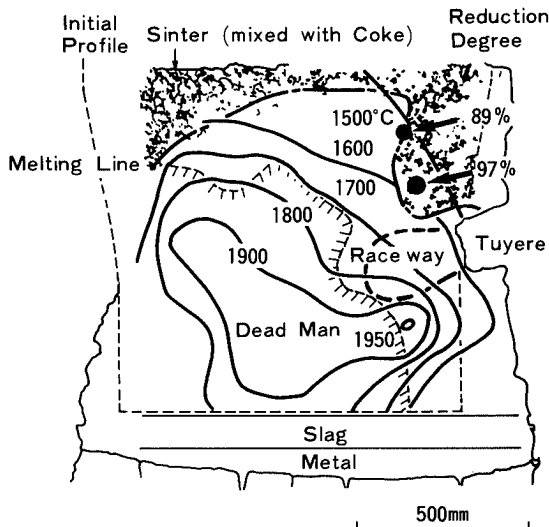 Initial
Profile
Sinter (mixed with Coke)
Reduction
Degree
1500°C
89%
1600
Melting Line
97%
1700
1800
1900
Race way
Tuyere
Dead Man
1950
Slag
Metal
500mm